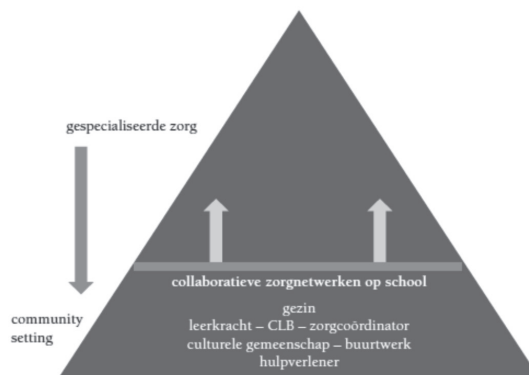 gespecialiseerde zorg
collaboratieve zorgnetwerken op school
community
setting
gezin
leerkracht – CLB – zorgcoördinator
culturele gemeenschap – buurtwerk
hulpverlener